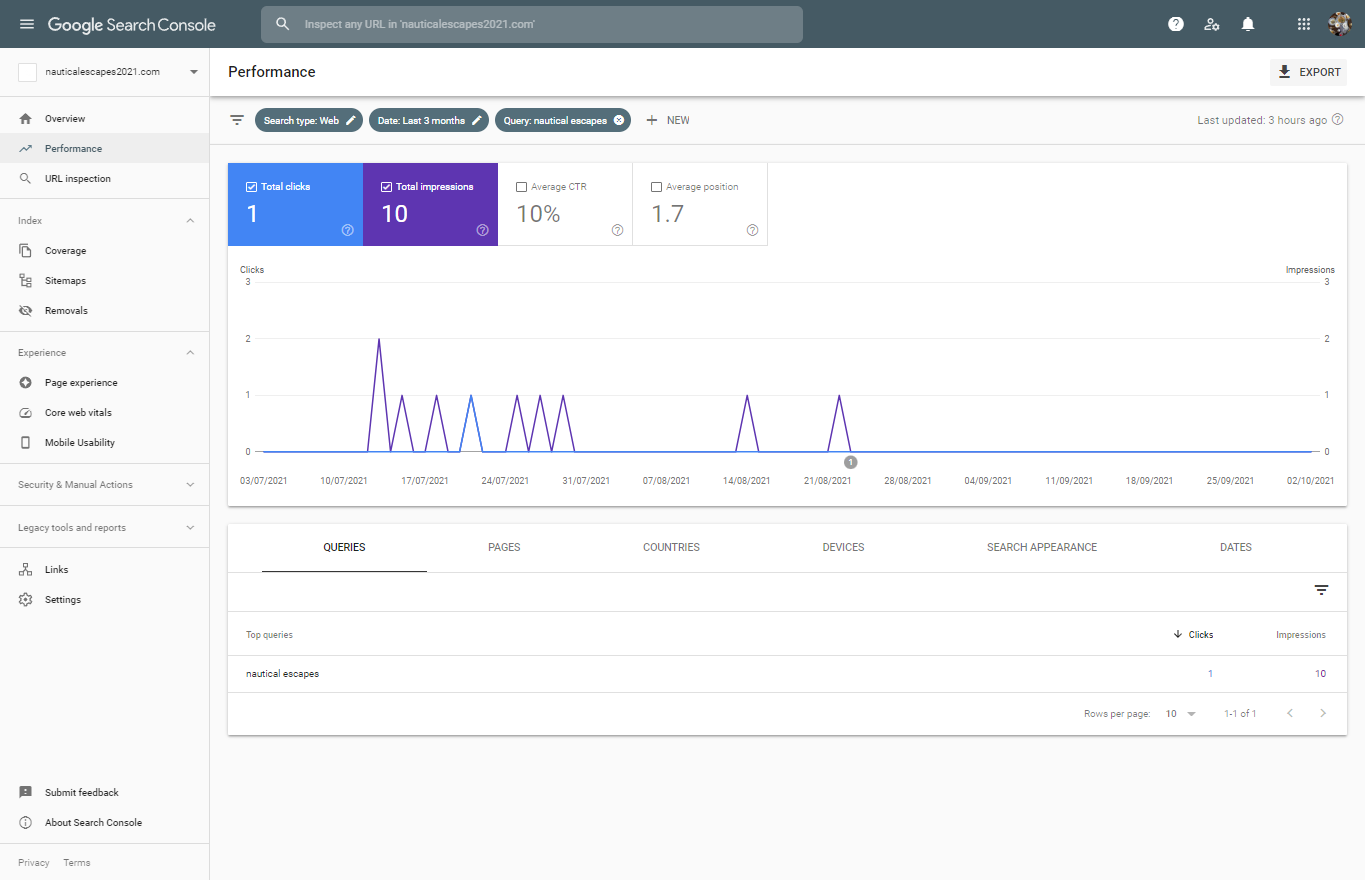 Google Search Console
Inspect any URL in 'nauticalescapes2021.com'
nauticalescapes2021.com
Overview
Performance
URL inspection
Index
Coverage
Sitemaps
Removals
Experience
Page experience
Core web vitals
Mobile Usability
Security & Manual Actions
Legacy tools and reports
Links
Settings
Submit feedback
About Search Console
Privacy Terms
Performance
EXPORT
Search type: Web Date: Last 3 months Query: nautical escapes NEW
Last updated: 3 hours ago
Total clicks
1
Total impressions
10
Average CTR
10%
Average position
1.7
Clicks Impressions
3 3
2 2
1 1
0 0
1
03/07/2021 10/07/2021 17/07/2021 24/07/2021 31/07/2021 07/08/2021 14/08/2021 21/08/2021 28/08/2021 04/09/2021 11/09/2021 18/09/2021 25/09/2021 02/10/2021
QUERIES PAGES COUNTRIES DEVICES SEARCH APPEARANCE DATES
Top queries Clicks Impressions
nautical escapes 1 10
Rows per page: 10 1-1 of 1